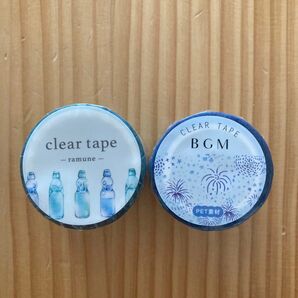 clear tape
— ramune —
CLEAR TAPE
BGM
PET素材